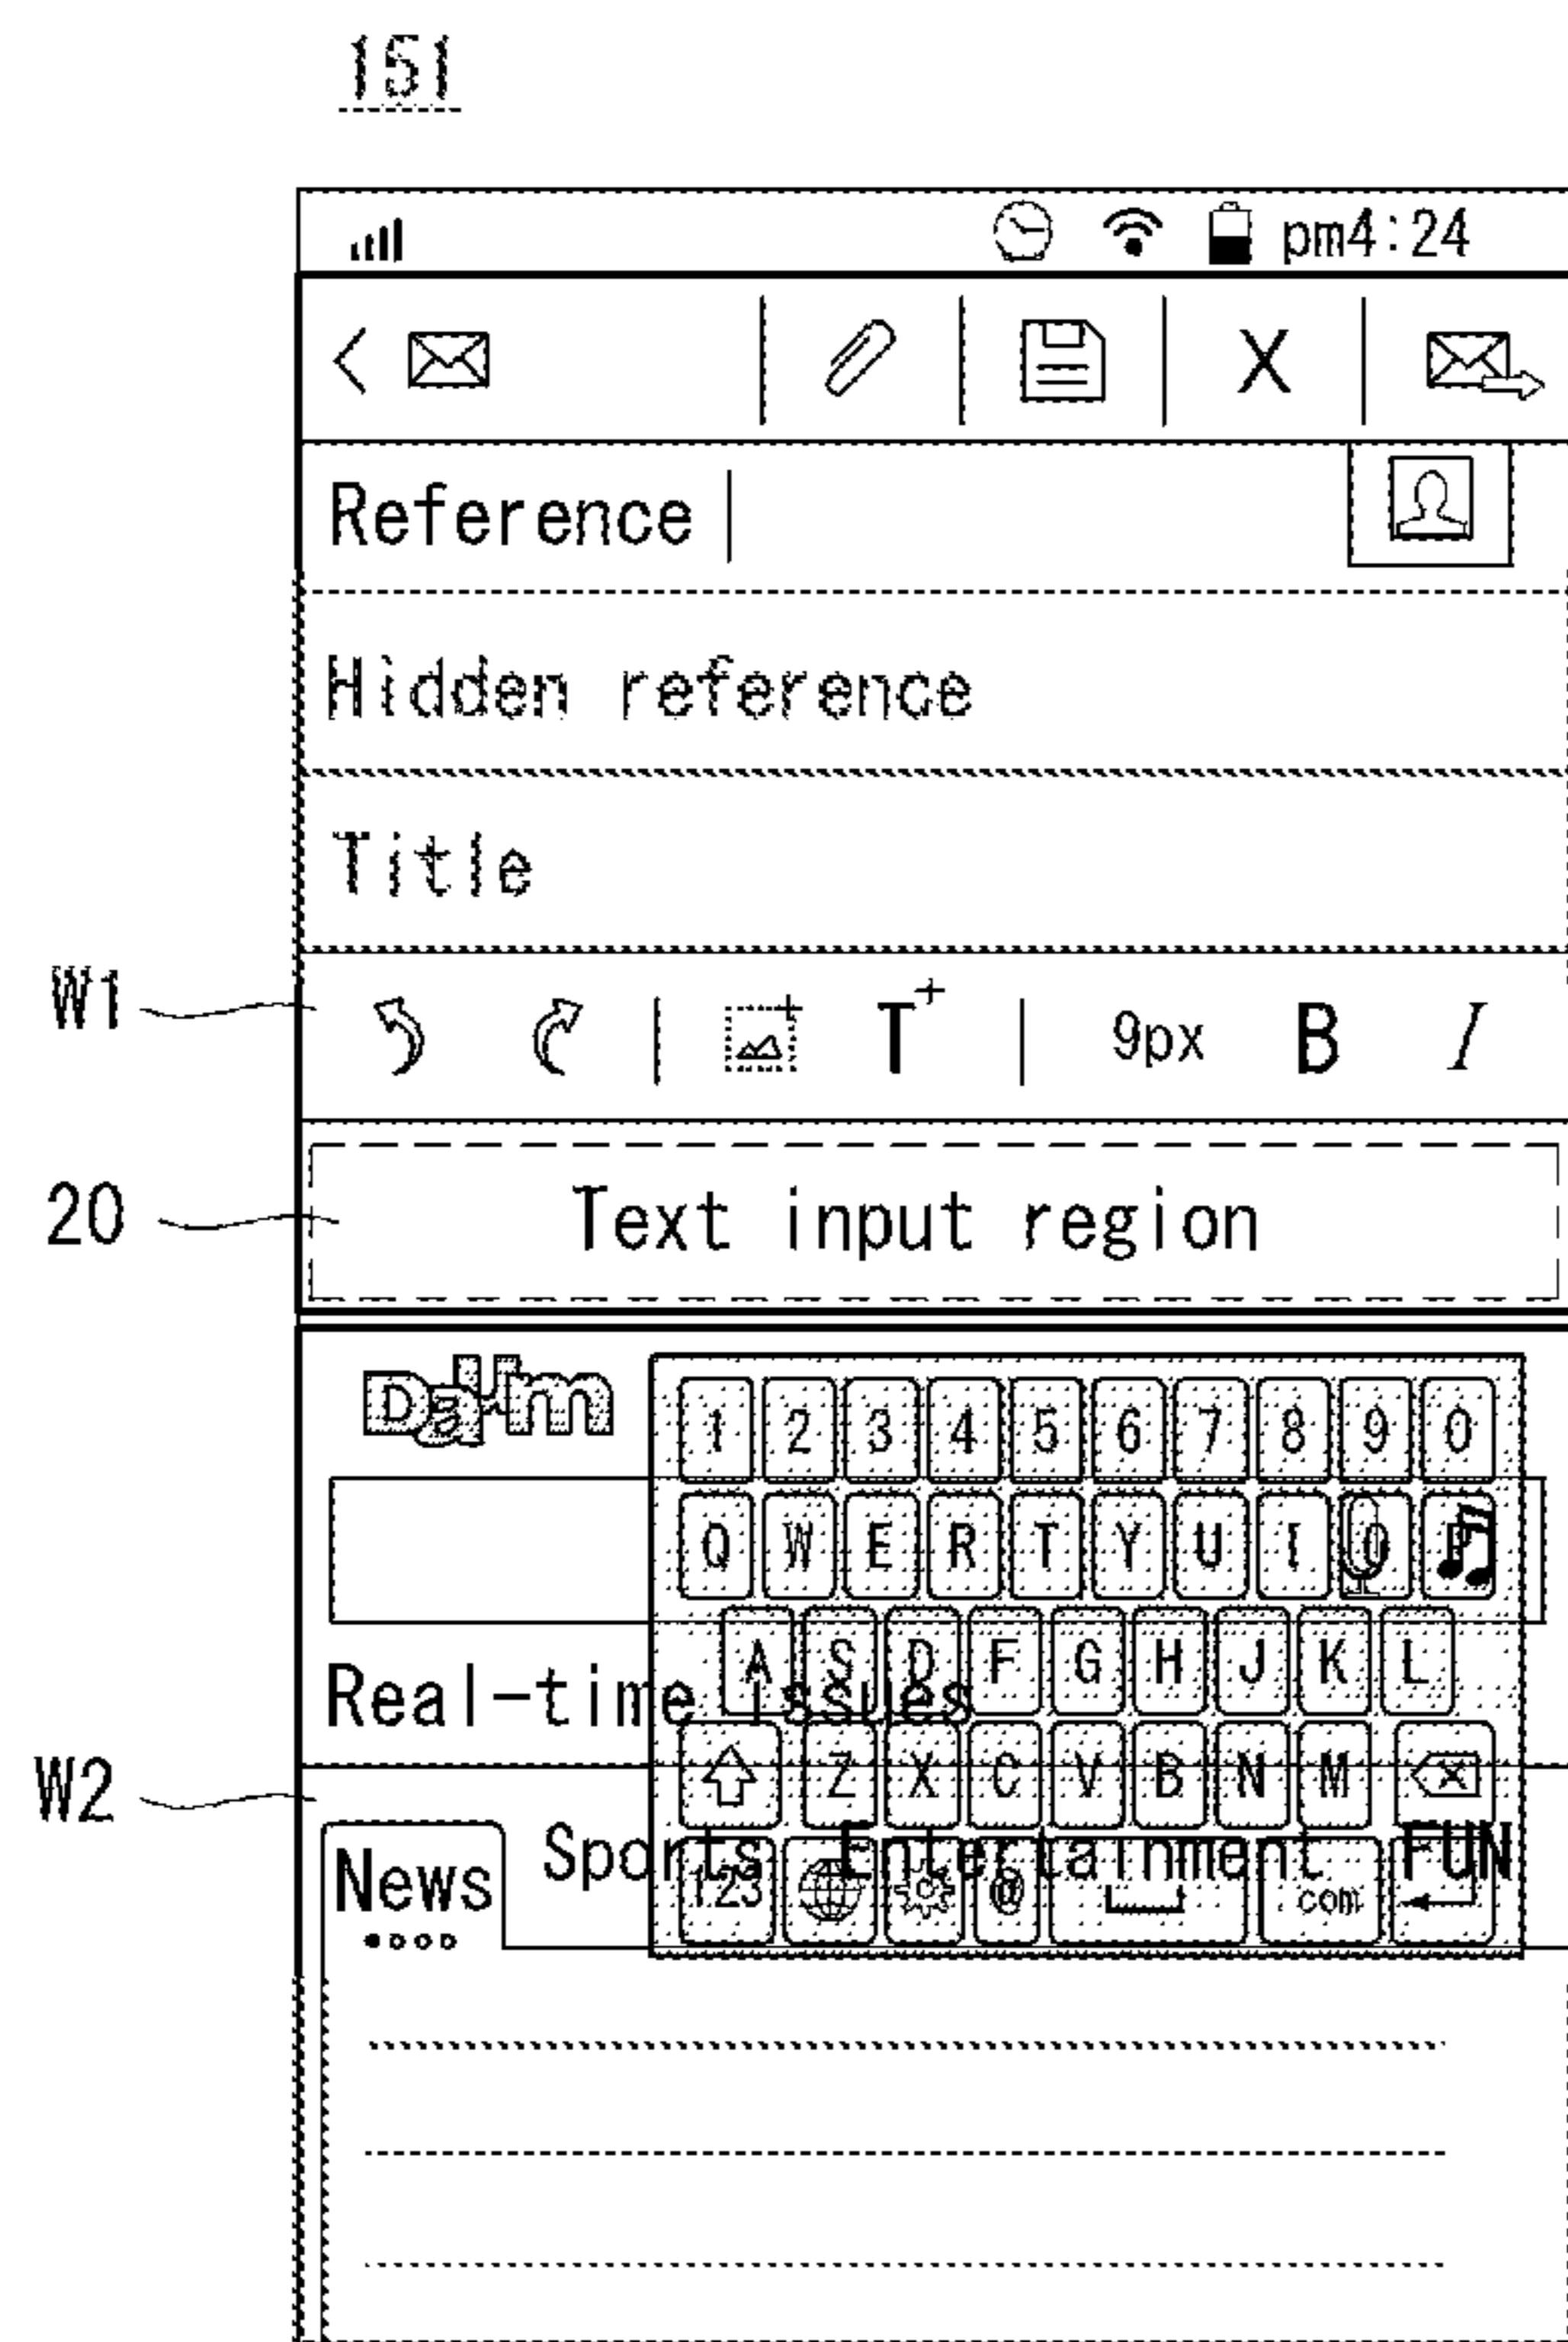 151
pm4:24
X
Reference
Hidden reference
Title
W1
T+ 9px B I
20
Text input region
Daum
1 2 3 4 5 6 7 8 9 0
Q W E R T Y U I O P
A S D F G H J K L
Real-time issues
Z X C V B N M
W2
News Sports Entertainment FUN
123 @ .com